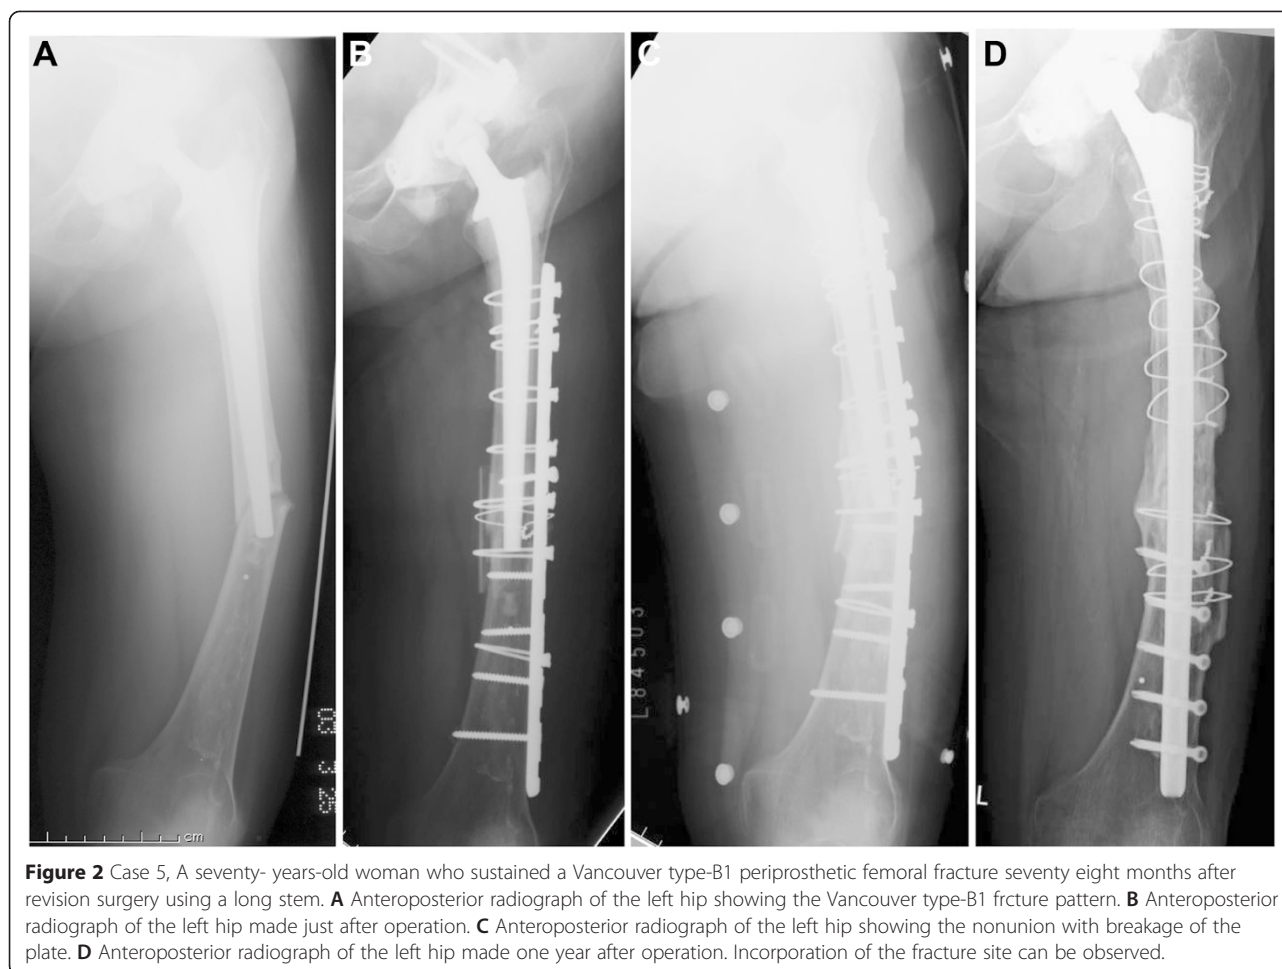 A
B
C
D
cm
L84503
L
Figure 2 Case 5, A seventy- years-old woman who sustained a Vancouver type-B1 periprosthetic femoral fracture seventy eight months after
revision surgery using a long stem. A Anteroposterior radiograph of the left hip showing the Vancouver type-B1 frcture pattern. B Anteroposterior
radiograph of the left hip made just after operation. C Anteroposterior radiograph of the left hip showing the nonunion with breakage of the
plate. D Anteroposterior radiograph of the left hip made one year after operation. Incorporation of the fracture site can be observed.